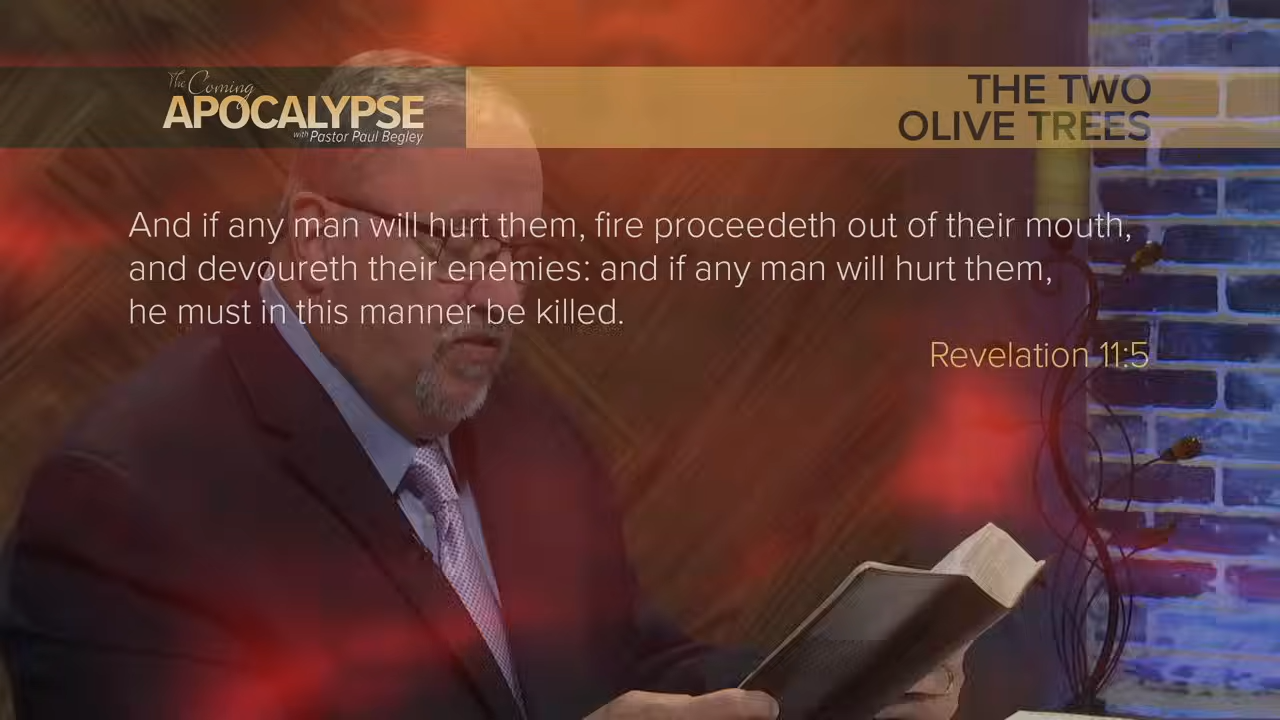 The Coming
APOCALYPSE
with Pastor Paul Begley
THE TWO
OLIVE TREES
And if any man will hurt them, fire proceedeth out of their mouth,
and devoureth their enemies: and if any man will hurt them,
he must in this manner be killed.
Revelation 11:5